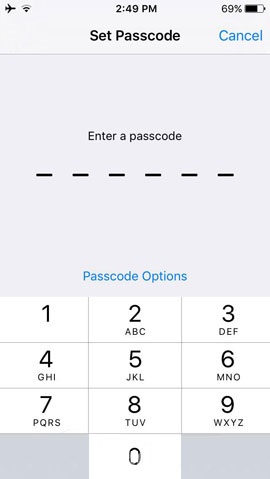 2:49 PM 69%
Set Passcode Cancel
Enter a passcode
Passcode Options
1 2 3
ABC DEF
4 5 6
GHI JKL MNO
7 8 9
PQRS TUV WXYZ
0